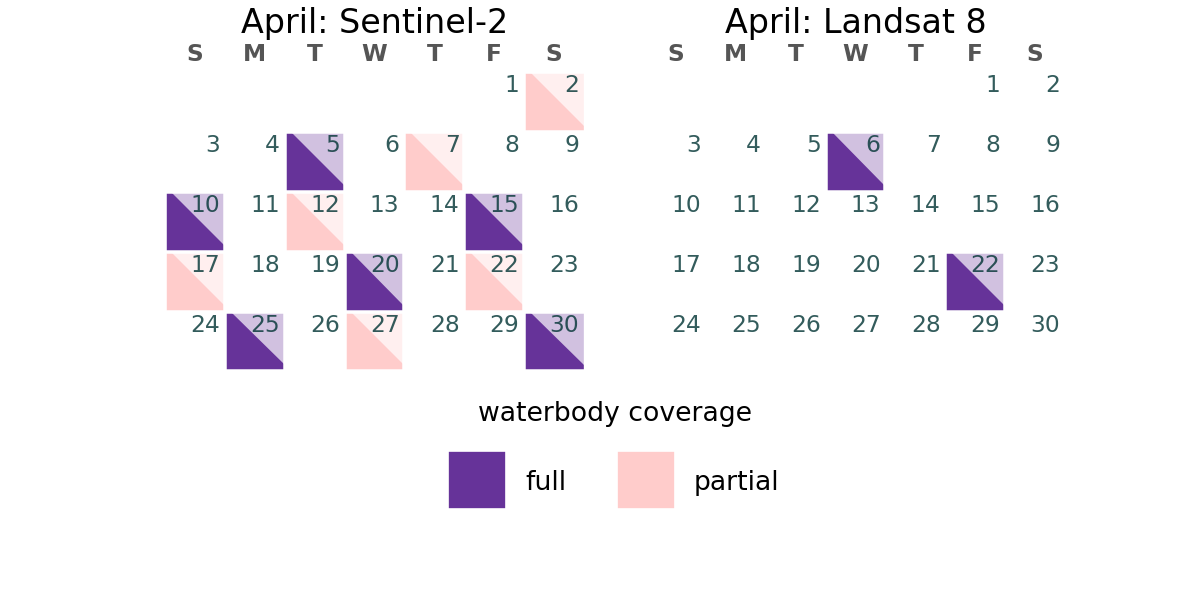 April: Sentinel-2
S M T W T F S
1 2
3 4 5 6 7 8 9
10 11 12 13 14 15 16
17 18 19 20 21 22 23
24 25 26 27 28 29 30
April: Landsat 8
S M T W T F S
1 2
3 4 5 6 7 8 9
10 11 12 13 14 15 16
17 18 19 20 21 22 23
24 25 26 27 28 29 30
waterbody coverage
full
partial